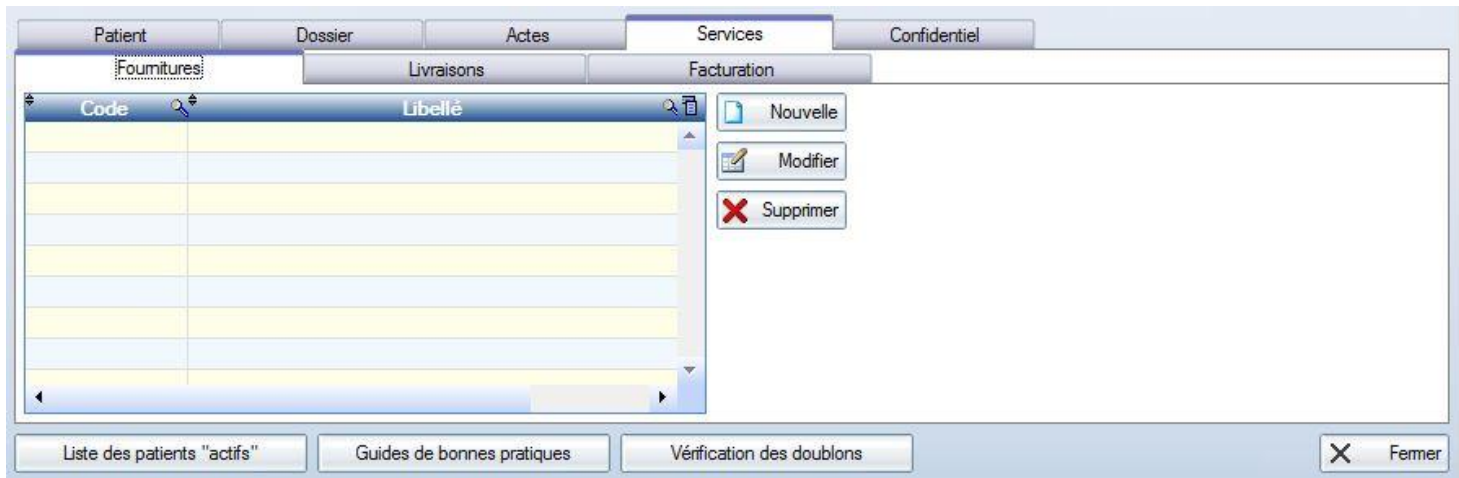 Patient Dossier Actes Services Confidentiel
Fournitures Livraisons Facturation
Code Libellé
Nouvelle
Modifier
Supprimer
Liste des patients "actifs" Guides de bonnes pratiques Vérification des doublons Fermer